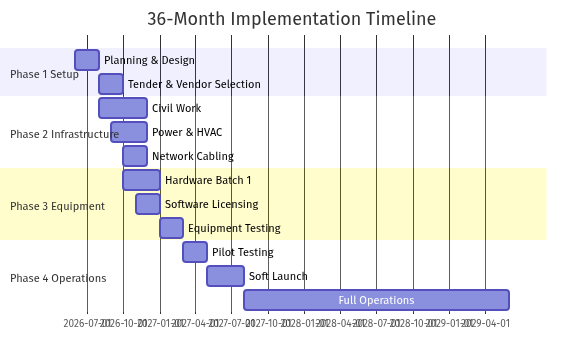 36-Month Implementation Timeline
Planning & Design
Phase 1 Setup
Tender & Vendor Selection
Civil Work
Phase 2 Infrastructure
Power & HVAC
Network Cabling
Hardware Batch 1
Phase 3 Equipment
Software Licensing
Equipment Testing
Pilot Testing
Phase 4 Operations
Soft Launch
Full Operations
2026-07-01 2026-10-01 2027-01-01 2027-04-01 2027-07-01 2027-10-01 2028-01-01 2028-04-01 2028-07-01 2028-10-01 2029-01-01 2029-04-01